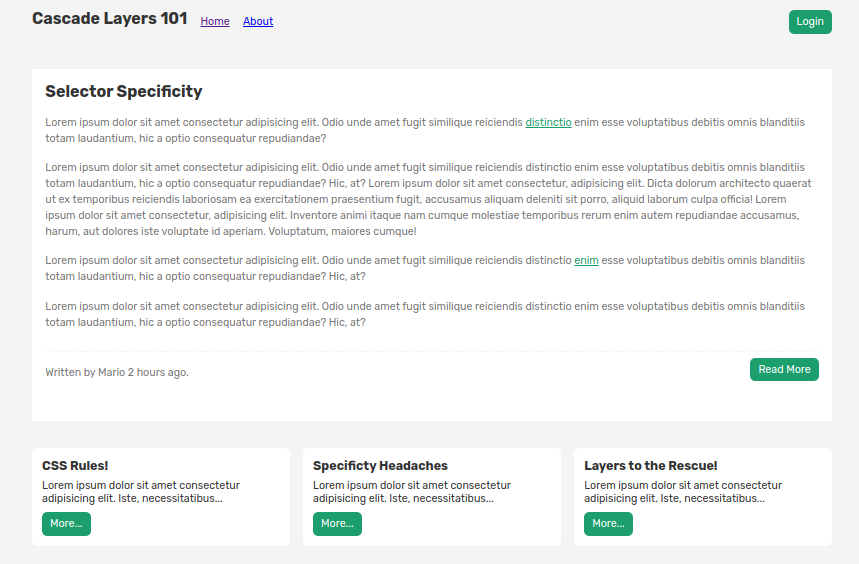 Cascade Layers 101 Home About Login
Selector Specificity
Lorem ipsum dolor sit amet consectetur adipisicing elit. Odio unde amet fugit similique reiciendis distinctio enim esse voluptatibus debitis omnis blanditiis
totam laudantium, hic a optio consequatur repudiandae?
Lorem ipsum dolor sit amet consectetur adipisicing elit. Odio unde amet fugit similique reiciendis distinctio enim esse voluptatibus debitis omnis blanditiis
totam laudantium, hic a optio consequatur repudiandae? Hic, at? Lorem ipsum dolor sit amet consectetur, adipisicing elit. Dicta dolorum architecto quaerat
ut ex temporibus reiciendis laboriosam ea exercitationem praesentium fugit, accusamus aliquam deleniti sit porro, aliquid laborum culpa officia! Lorem
ipsum dolor sit amet consectetur, adipisicing elit. Inventore animi itaque nam cumque molestiae temporibus rerum enim autem repudiandae accusamus,
harum, aut dolores iste voluptate id aperiam. Voluptatum, maiores cumque!
Lorem ipsum dolor sit amet consectetur adipisicing elit. Odio unde amet fugit similique reiciendis distinctio enim esse voluptatibus debitis omnis blanditiis
totam laudantium, hic a optio consequatur repudiandae? Hic, at?
Lorem ipsum dolor sit amet consectetur adipisicing elit. Odio unde amet fugit similique reiciendis distinctio enim esse voluptatibus debitis omnis blanditiis
totam laudantium, hic a optio consequatur repudiandae? Hic, at?
Written by Mario 2 hours ago.
Read More
CSS Rules!
Lorem ipsum dolor sit amet consectetur
adipisicing elit. Iste, necessitatibus...
More...
Specificty Headaches
Lorem ipsum dolor sit amet consectetur
adipisicing elit. Iste, necessitatibus...
More...
Layers to the Rescue!
Lorem ipsum dolor sit amet consectetur
adipisicing elit. Iste, necessitatibus...
More...